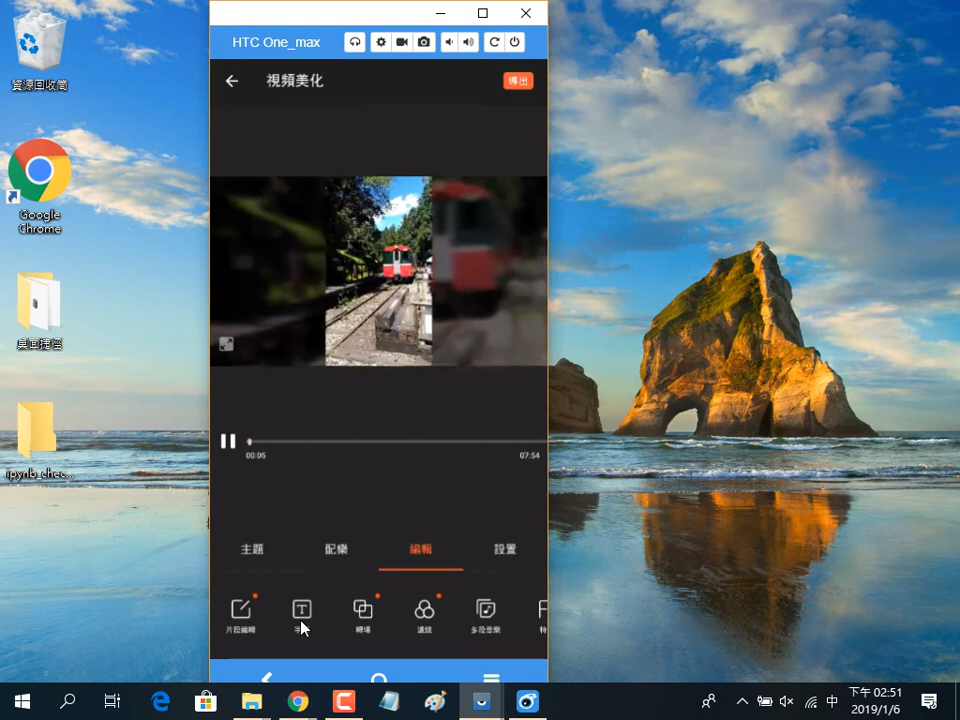 HTC One_max
視頻美化
導出
資源回收筒
Google
Chrome
桌面捷徑
ipynb_chec...
00:05
07:54
主題
配樂
編輯
設置
片段編輯
T
轉場
濾鏡
多段音樂
中
下午 02:51
2019/1/6